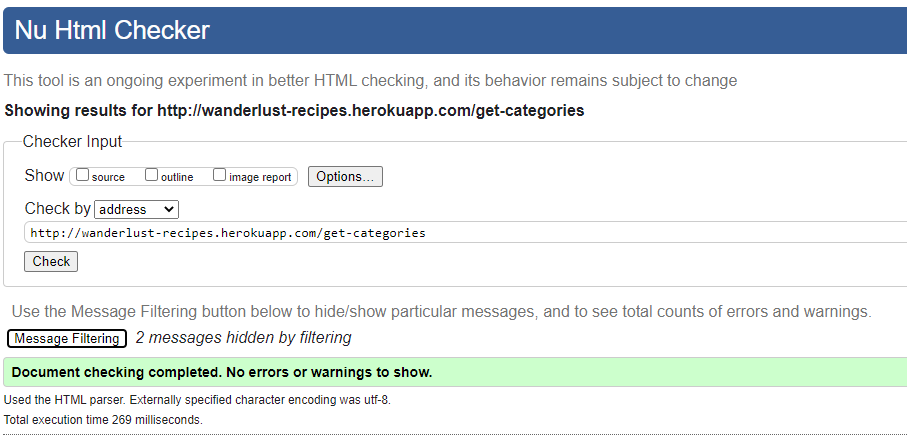 Nu Html Checker
This tool is an ongoing experiment in better HTML checking, and its behavior remains subject to change
Showing results for http://wanderlust-recipes.herokuapp.com/get-categories
Checker Input
Show source outline image report Options...
Check by address
http://wanderlust-recipes.herokuapp.com/get-categories
Check
Use the Message Filtering button below to hide/show particular messages, and to see total counts of errors and warnings.
Message Filtering 2 messages hidden by filtering
Document checking completed. No errors or warnings to show.
Used the HTML parser. Externally specified character encoding was utf-8.
Total execution time 269 milliseconds.